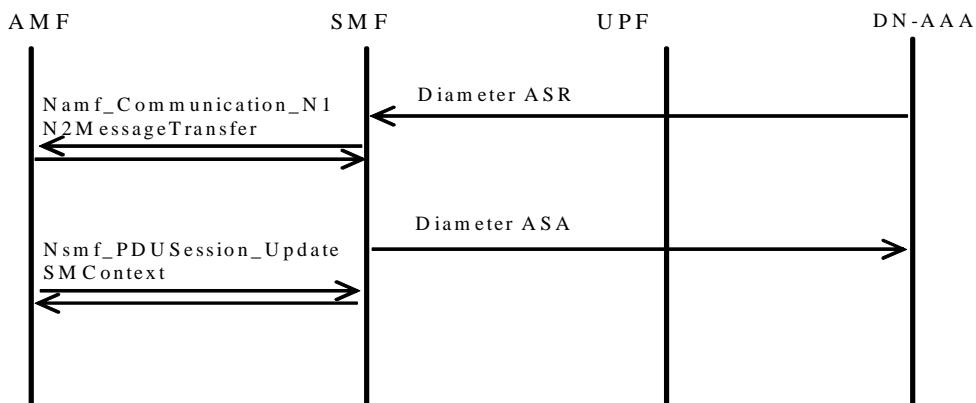 AMF
SMF
UPF
DN-AAA
Diameter ASR
Namf_Communication_N1
N2MessageTransfer
Diameter ASA
Nsmf_PDUSession_Update
SMContext